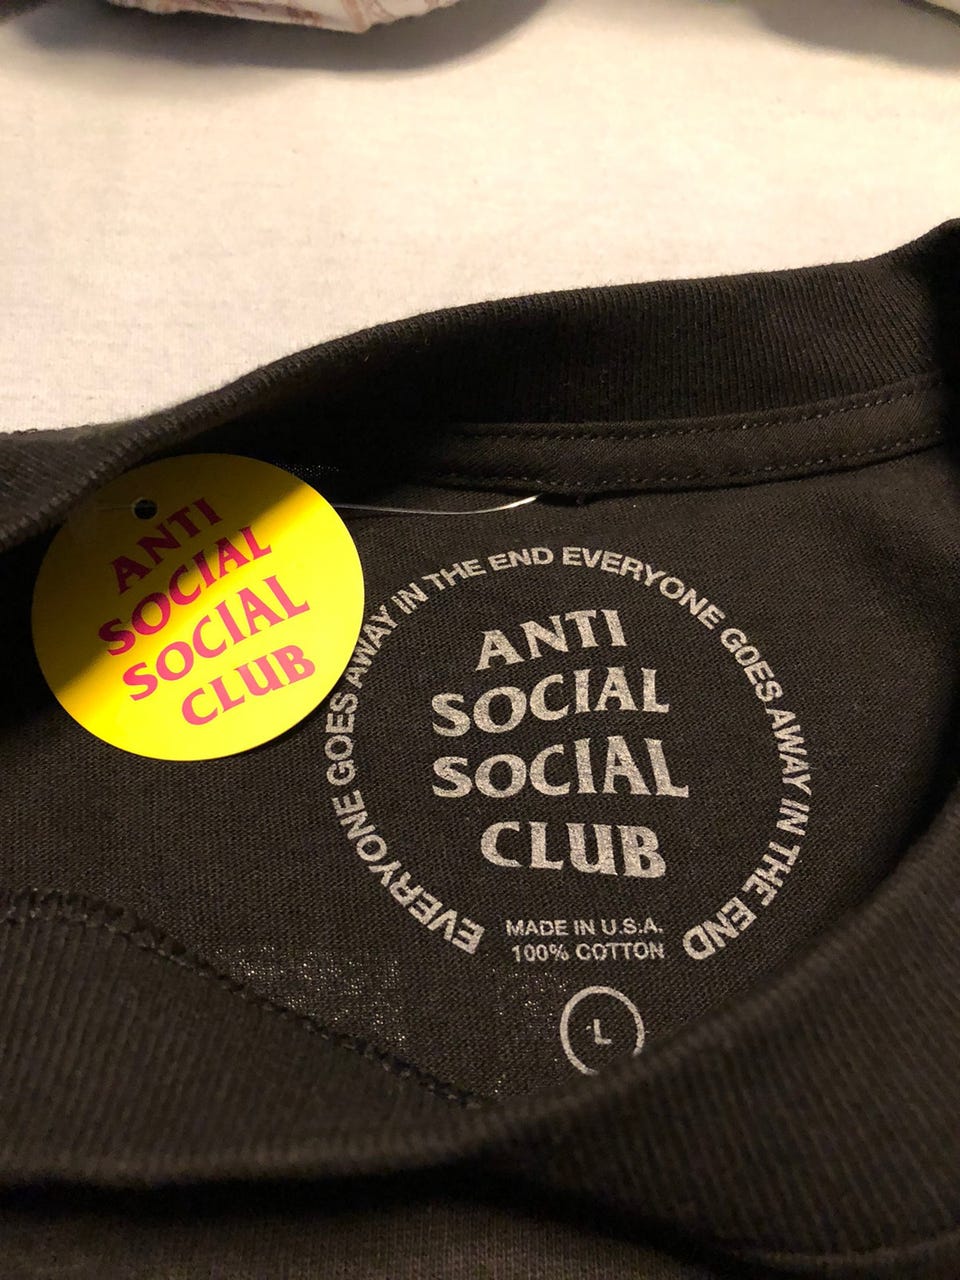 ANTI
SOCIAL
SOCIAL
CLUB
EVERYONE GOES AWAY IN THE END EVERYONE GOES AWAY IN THE END
ANTI
SOCIAL
SOCIAL
CLUB
MADE IN U.S.A.
100% COTTON
L